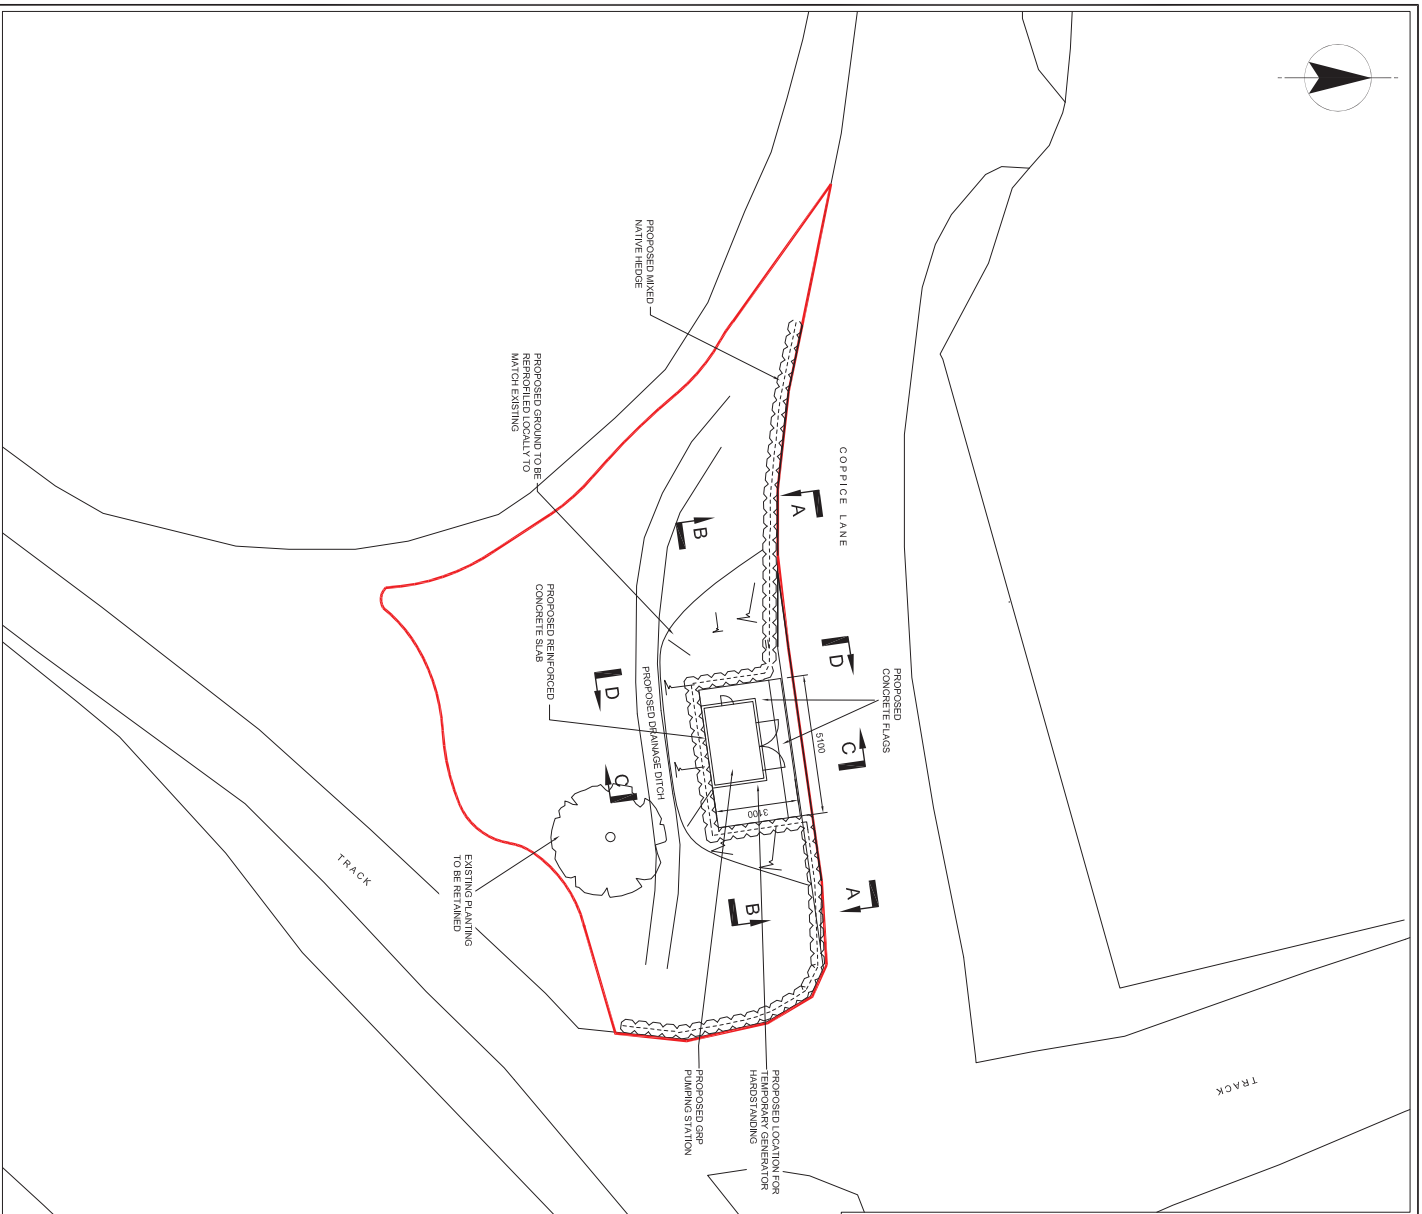 PROPOSED MIXED
NATIVE HEDGE
PROPOSED GROUND TO BE
REPROFILED LOCALLY TO
MATCH EXISTING
COPPICE LANE
A
B
PROPOSED REINFORCED
CONCRETE SLAB
D
D
PROPOSED
CONCRETE FLAGS
PROPOSED DRAINAGE DITCH
5100
C
C
3100
EXISTING PLANTING
TO BE RETAINED
TRACK
A
B
PROPOSED GRP
PUMPING STATION
PROPOSED LOCATION FOR
TEMPORARY GENERATOR
HARDSTANDING
TRACK